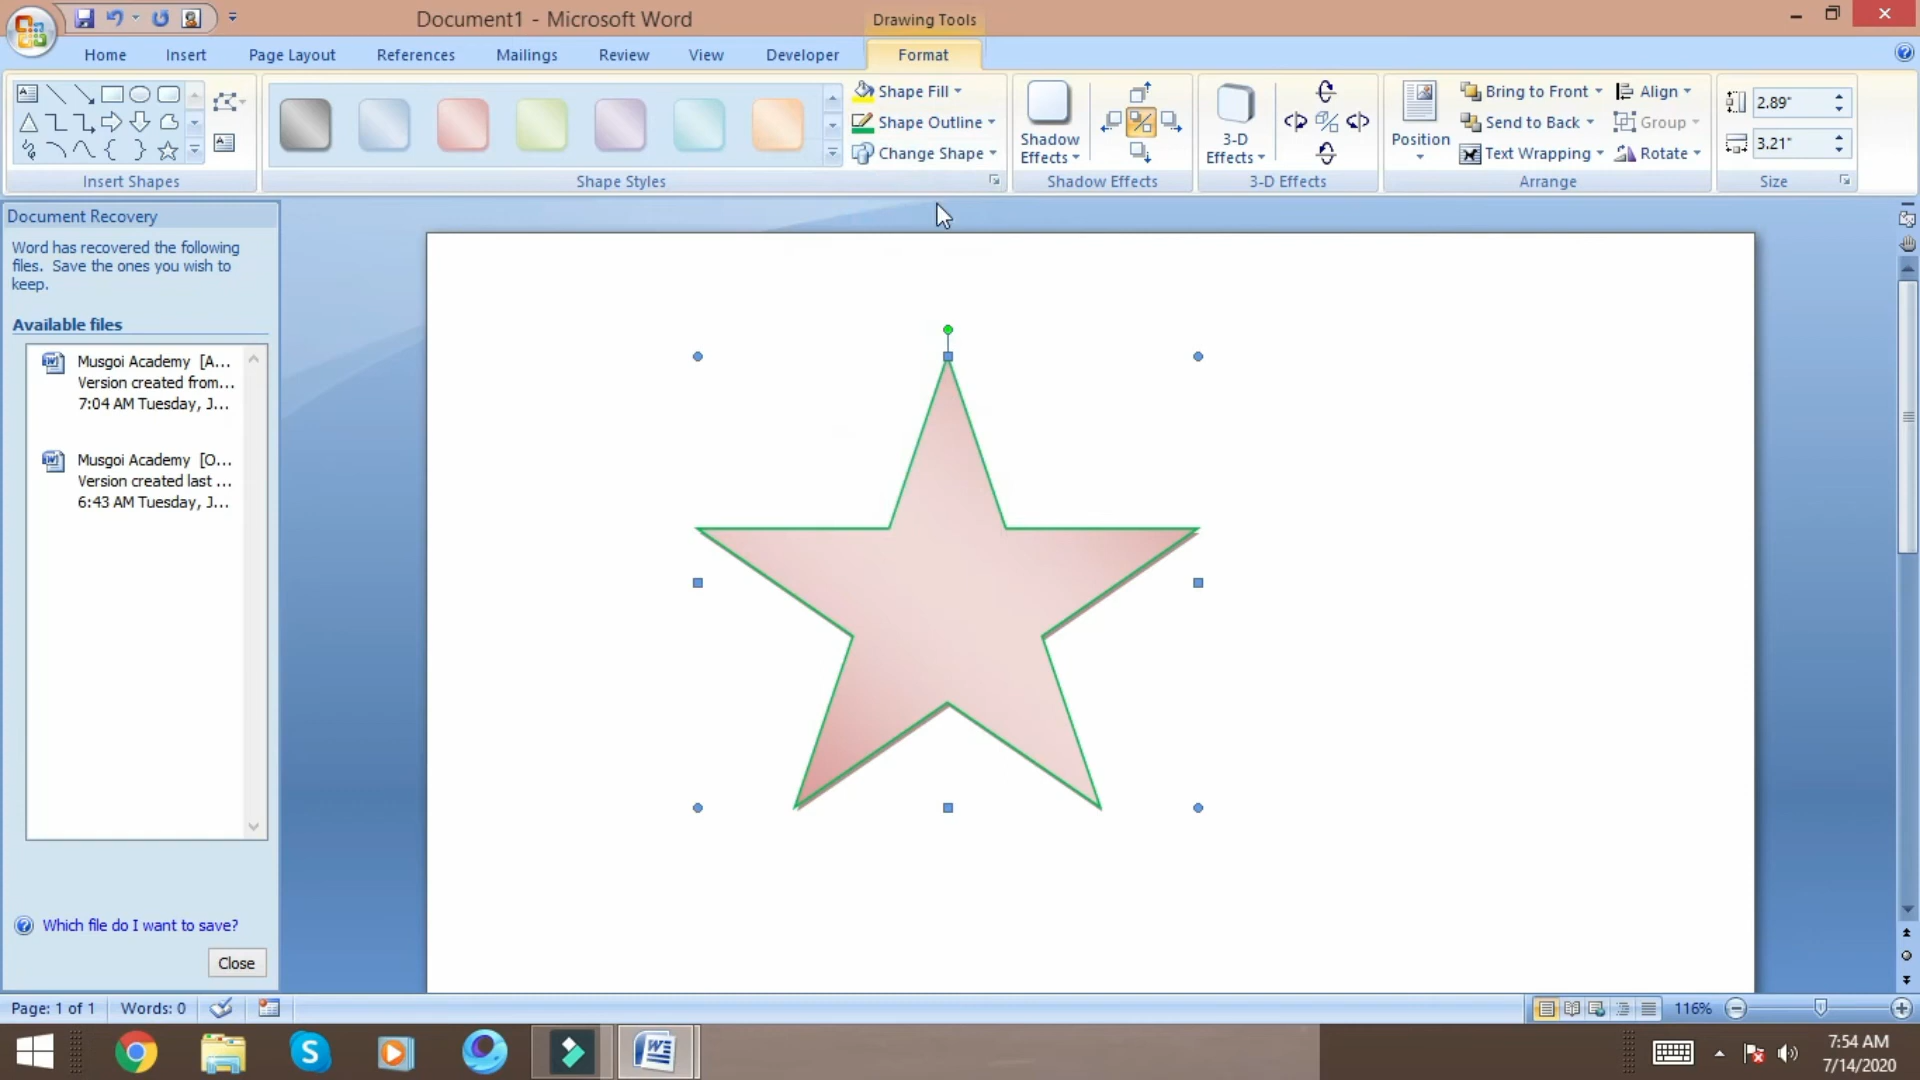 Document1 - Microsoft Word
Drawing Tools
Home
Insert
Page Layout
References
Mailings
Review
View
Developer
Format
Shape Fill
Shape Outline
Change Shape
Shadow
Effects
3-D
Effects
Position
Bring to Front
Send to Back
Text Wrapping
Align
Group
Rotate
2.89"
3.21"
Insert Shapes
Shape Styles
Shadow Effects
3-D Effects
Arrange
Size
Document Recovery
Word has recovered the following
files. Save the ones you wish to
keep.
Available files
Musgoi Academy [A...
Version created from...
7:04 AM Tuesday, J...
Musgoi Academy [O...
Version created last ...
6:43 AM Tuesday, J...
Which file do I want to save?
Close
Page: 1 of 1
Words: 0
116%
7:54 AM
7/14/2020